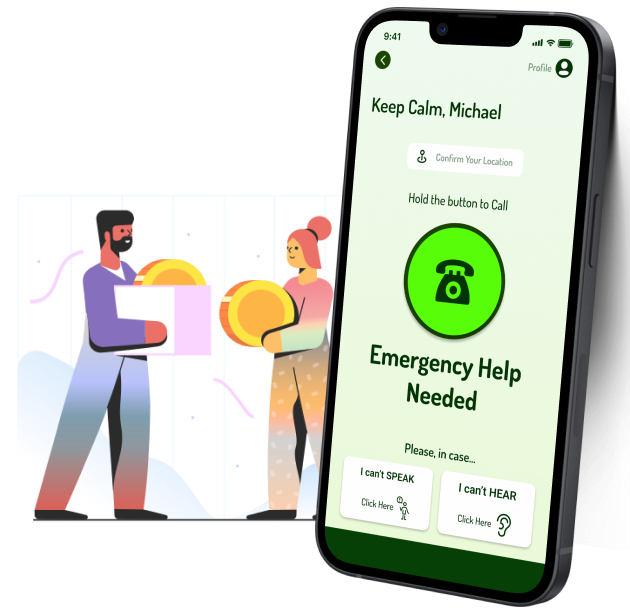 9:41
Profile
Keep Calm, Michael
Confirm Your Location
Hold the button to Call
Emergency Help
Needed
Please, in case...
I can't SPEAK
Click Here
I can't HEAR
Click Here